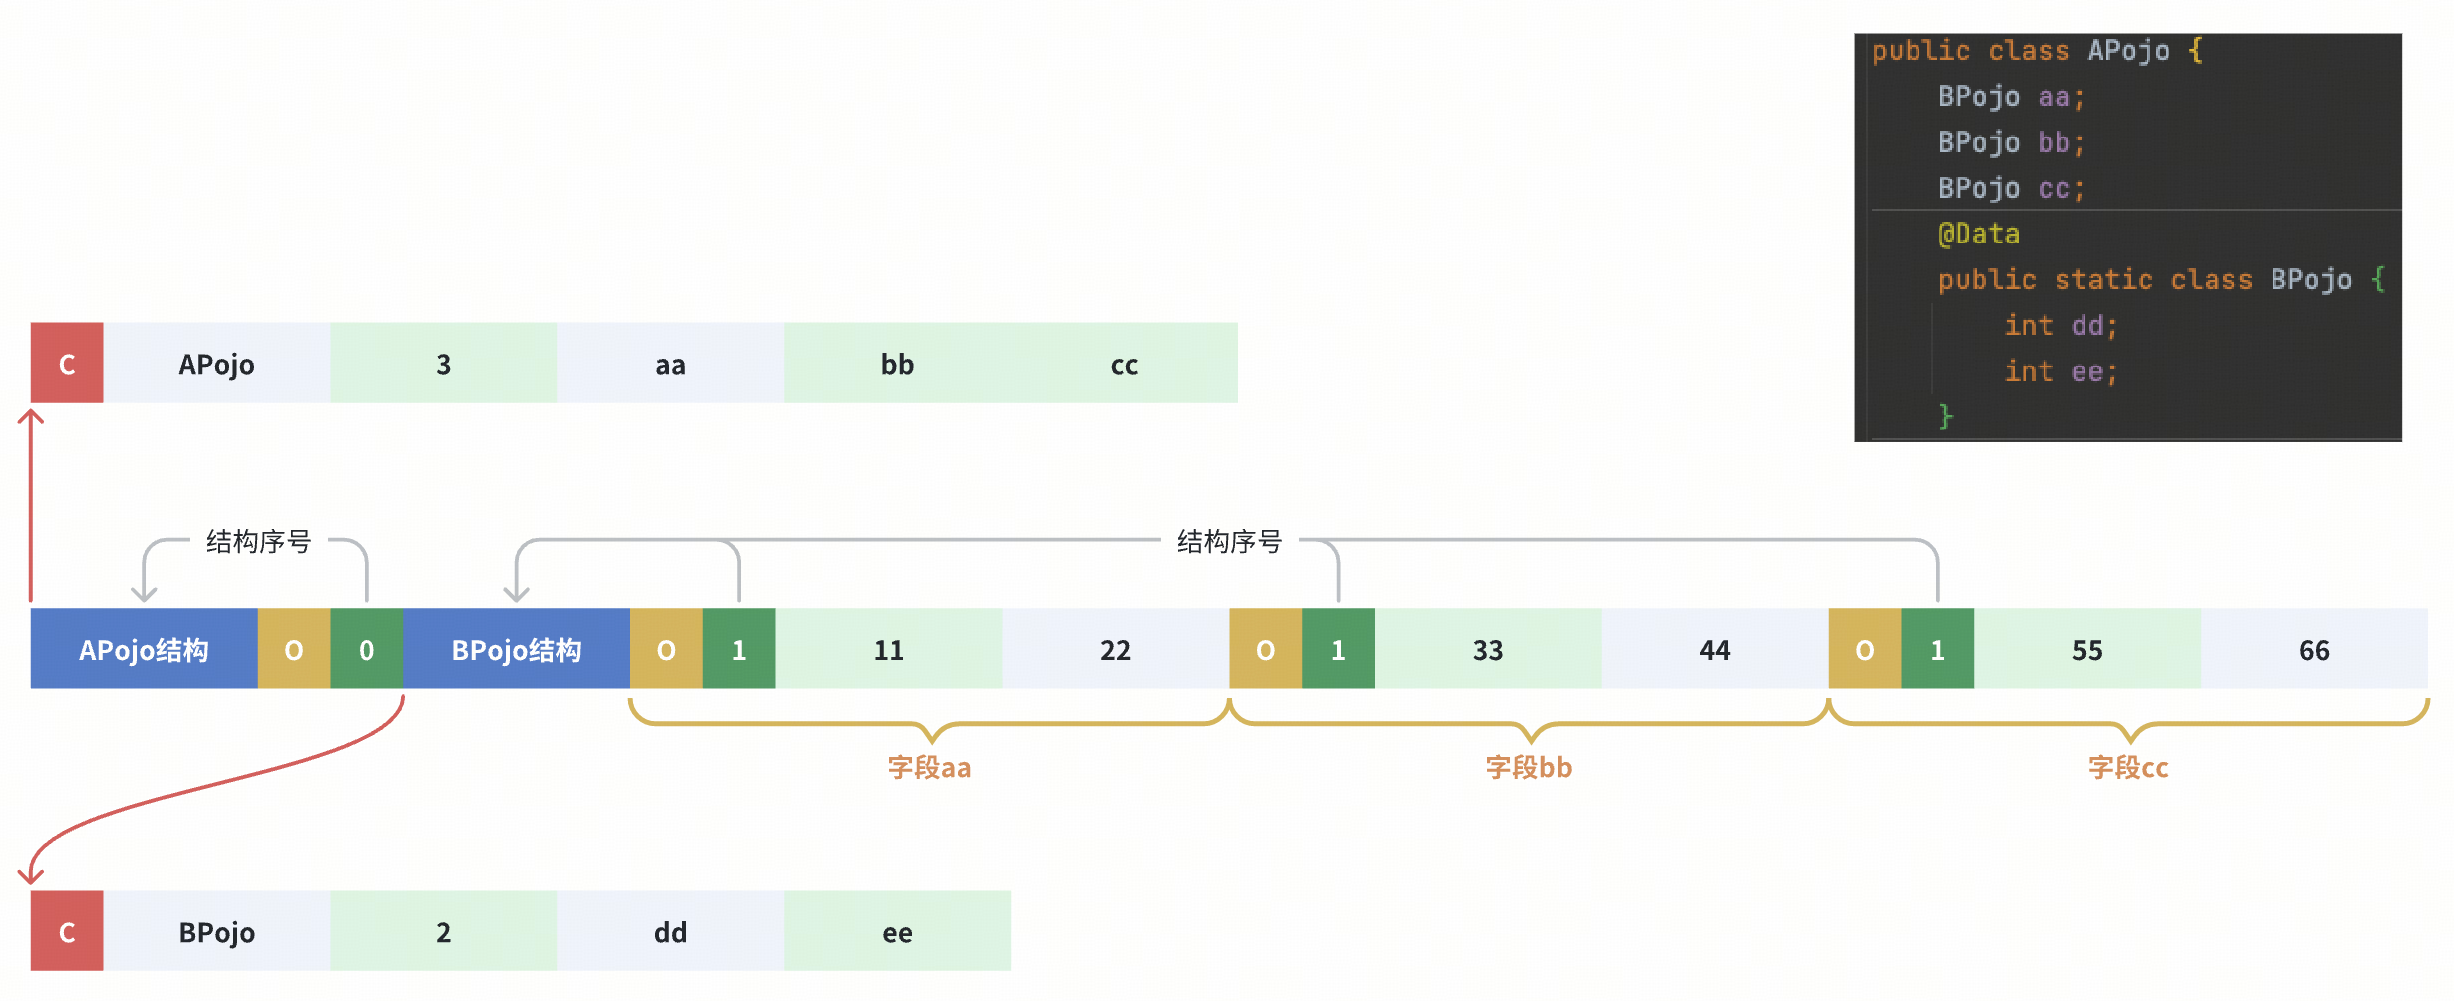 public class APojo {
BPojo aa;
BPojo bb;
BPojo cc;
@Data
public static class BPojo {
int dd;
int ee;
}
C APojo 3 aa bb cc
结构序号 结构序号
APojo结构 O 0 BPojo结构 O 1 11 22 O 1 33 44 O 1 55 66
字段aa 字段bb 字段cc
C BPojo 2 dd ee